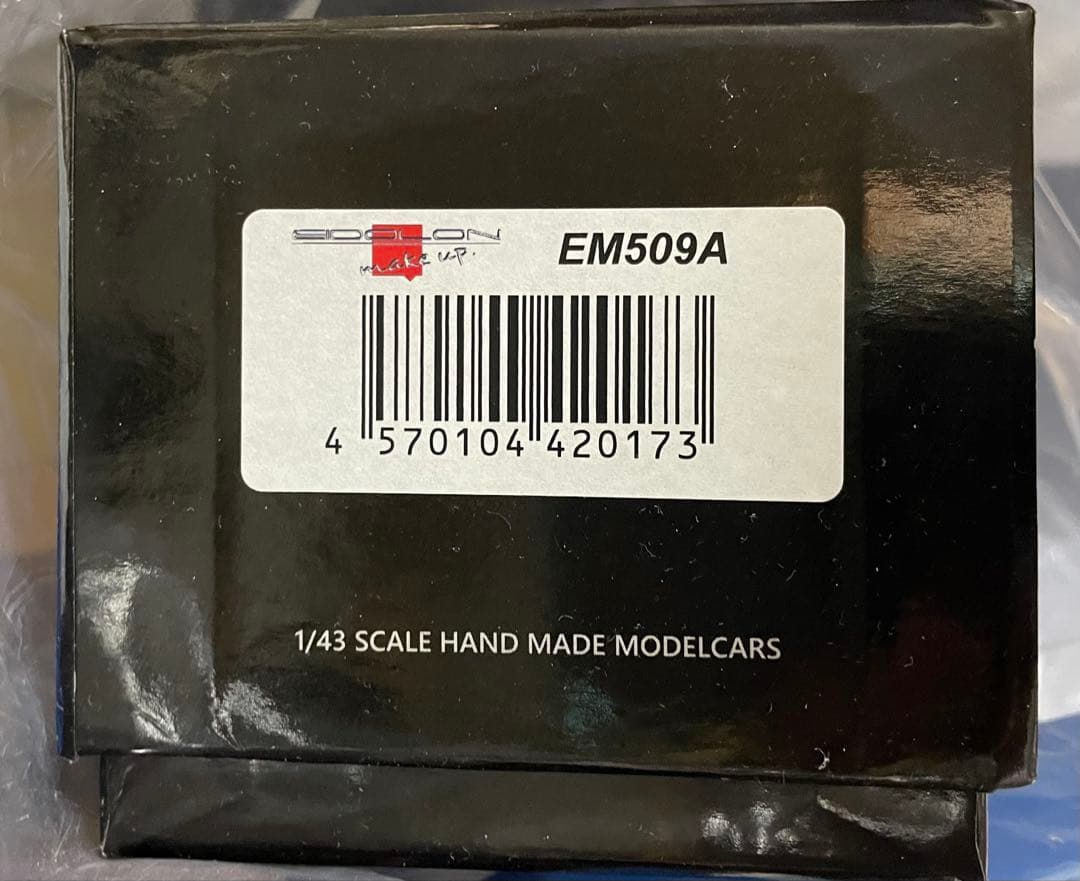 EIDOLON
make up.
EM509A
4 570104 420173
1/43 SCALE HAND MADE MODELCARS